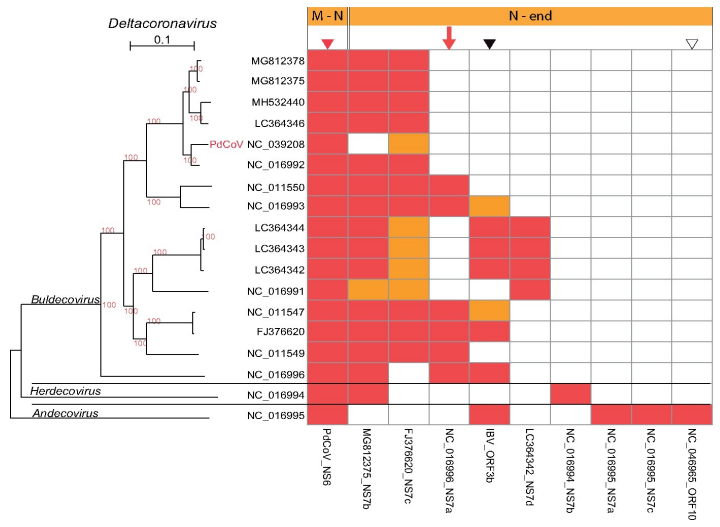 Deltacoronavirus
0.1
M - N
N - end
MG812378
100
MG812375
100
MH532440
100
LC364346
100
PdCoV NC_039208
100
NC_016992
100
NC_011550
100
NC_016993
LC364344
100
00
LC364343
100
LC364342
100
NC_016991
Buldecovirus
100
100
NC_011547
100
FJ376620
100
NC_011549
NC_016996
Herdecovirus
NC_016994
Andecovirus
NC_016995
PdCoV_NS6
MG812375_NS7b
FJ376620_NS7c
NC_016996_NS7a
IBV_ORF3b
LC364342_NS7d
NC_016994_NS7b
NC_016995_NS7a
NC_016995_NS7c
NC_046965_ORF10